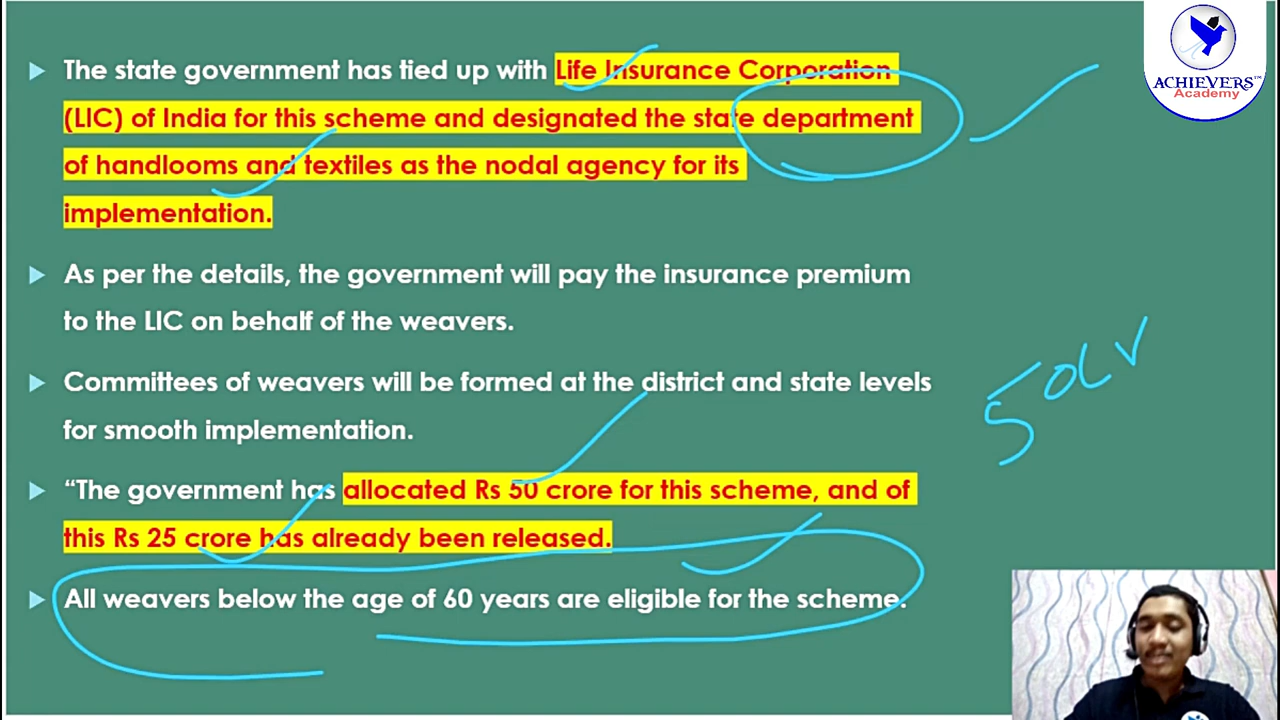 ACHIEVERS™
Academy
The state government has tied up with Life Insurance Corporation
(LIC) of India for this scheme and designated the state department
of handlooms and textiles as the nodal agency for its
implementation.
As per the details, the government will pay the insurance premium
to the LIC on behalf of the weavers.
Committees of weavers will be formed at the district and state levels
for smooth implementation.
50cr
“The government has allocated Rs 50 crore for this scheme, and of
this Rs 25 crore has already been released.
All weavers below the age of 60 years are eligible for the scheme.